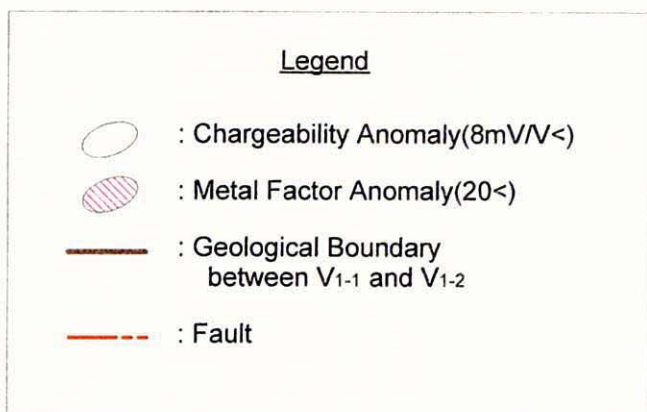 Legend
: Chargeability Anomaly(8mV/V<)
: Metal Factor Anomaly(20<)
: Geological Boundary
between V1-1 and V1-2
: Fault